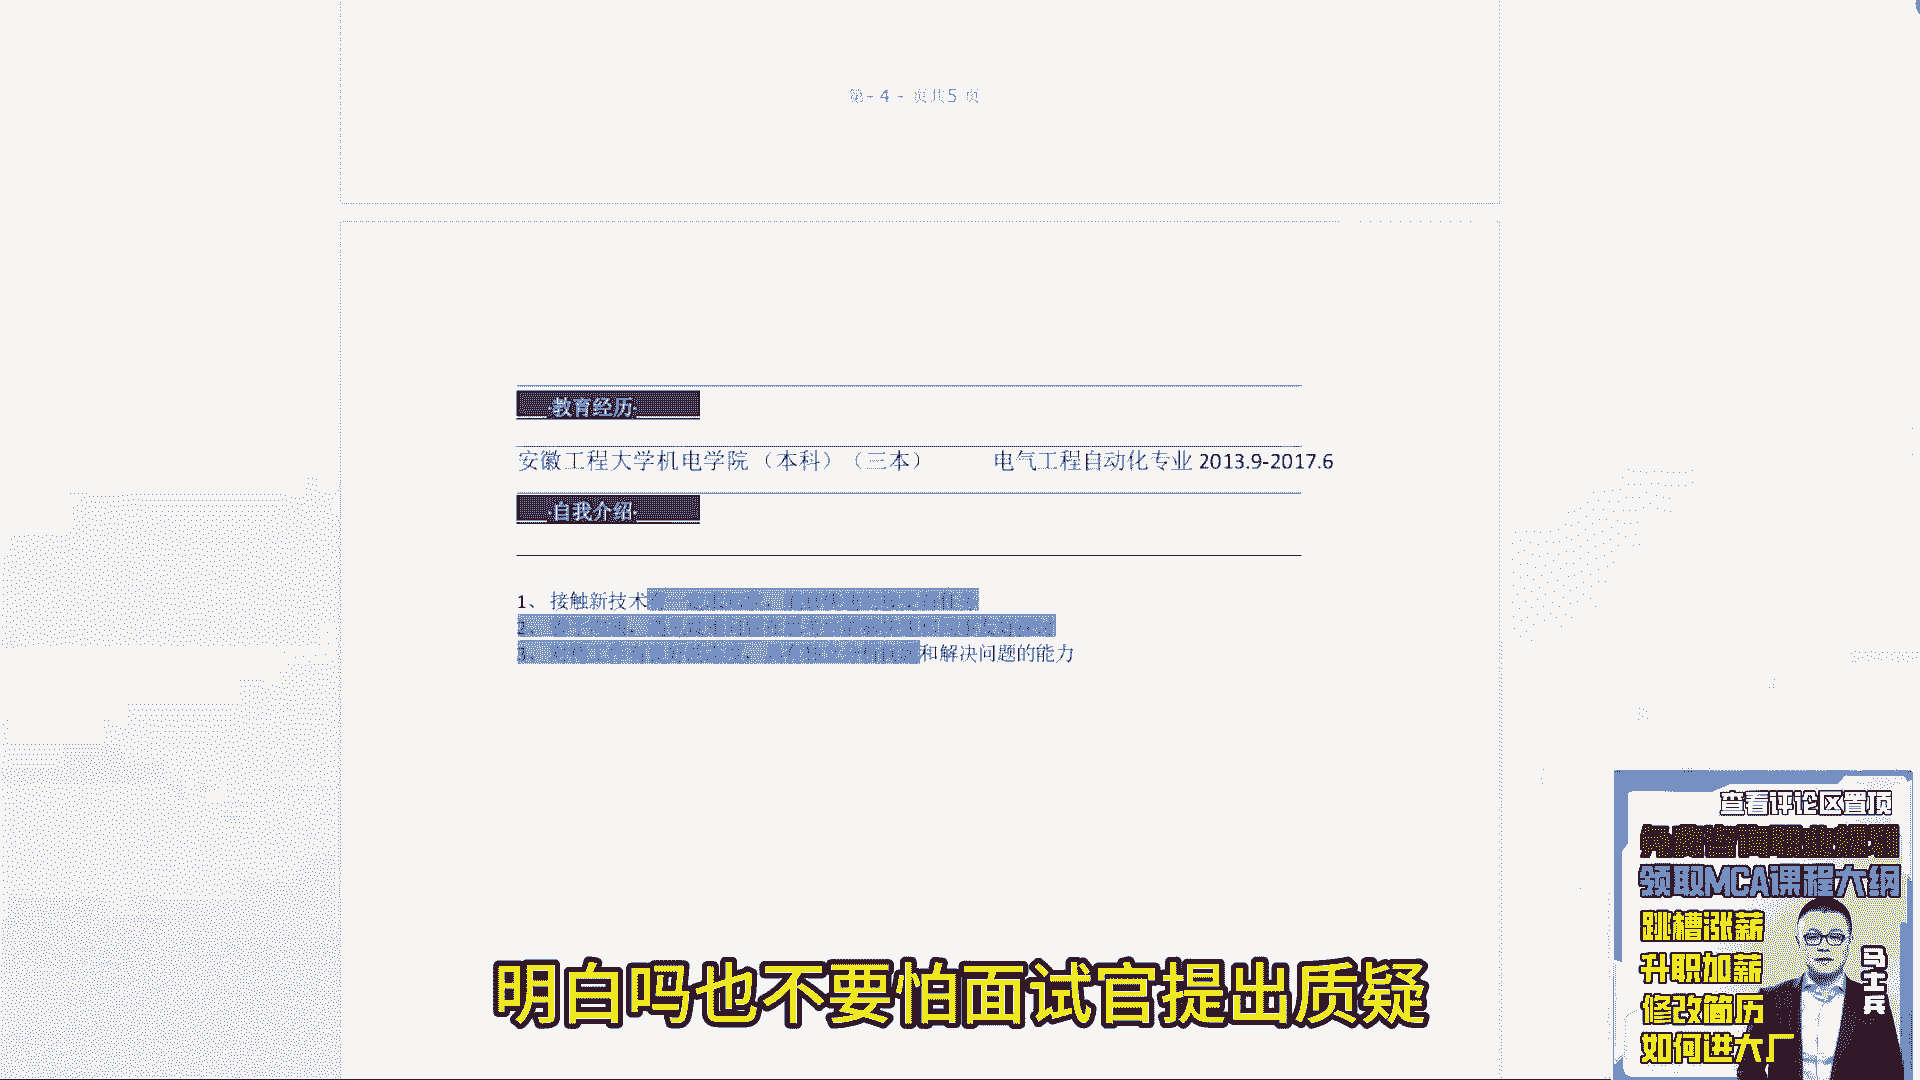 第- 4 - 页共5 页
·教育经历·
安徽工程大学机电学院（本科）（三本） 电气工程自动化专业 2013.9-2017.6
·自我介绍·
1、 接触新技术
2、
3、 和解决问题的能力
查看评论区置顶
领取MCA课程大纲
跳槽涨薪
升职加薪
修改简历
如何进大厂
马士兵
明白吗也不要怕面试官提出质疑